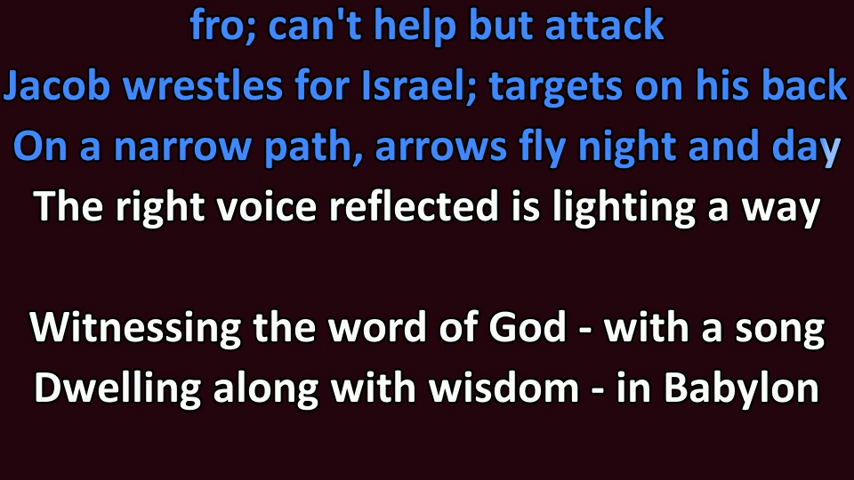 fro; can't help but attack
Jacob wrestles for Israel; targets on his back
On a narrow path, arrows fly night and day
The right voice reflected is lighting a way
Witnessing the word of God - with a song
Dwelling along with wisdom - in Babylon